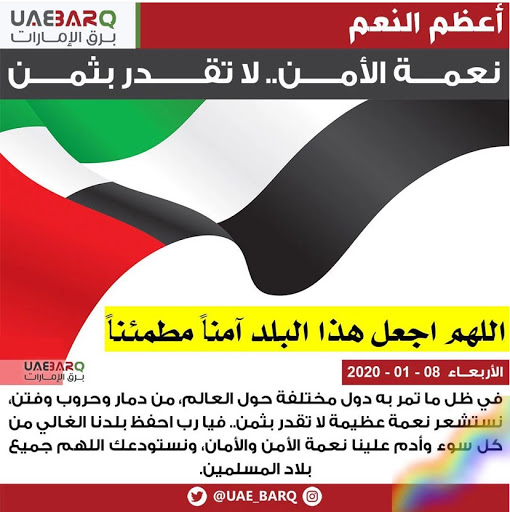 UAEBARQ
برق الإمارات
أعظم النعم
نعمة الأمن.. لا تقدر بثمن
اللهم اجعل هذا البلد آمناً مطمئناً
UAEBARQ
برق الإمارات
الأربعاء 08 - 01 - 2020
في ظل ما تمر به دول مختلفة حول العالم، من دمار وحروب وفتن،
نستشعر نعمة عظيمة لا تقدر بثمن.. فيا رب احفظ بلدنا الغالي من
كل سوء وأدم علينا نعمة الأمن والأمان، ونستودعك اللهم جميع
بلاد المسلمين.
@UAE_BARQ